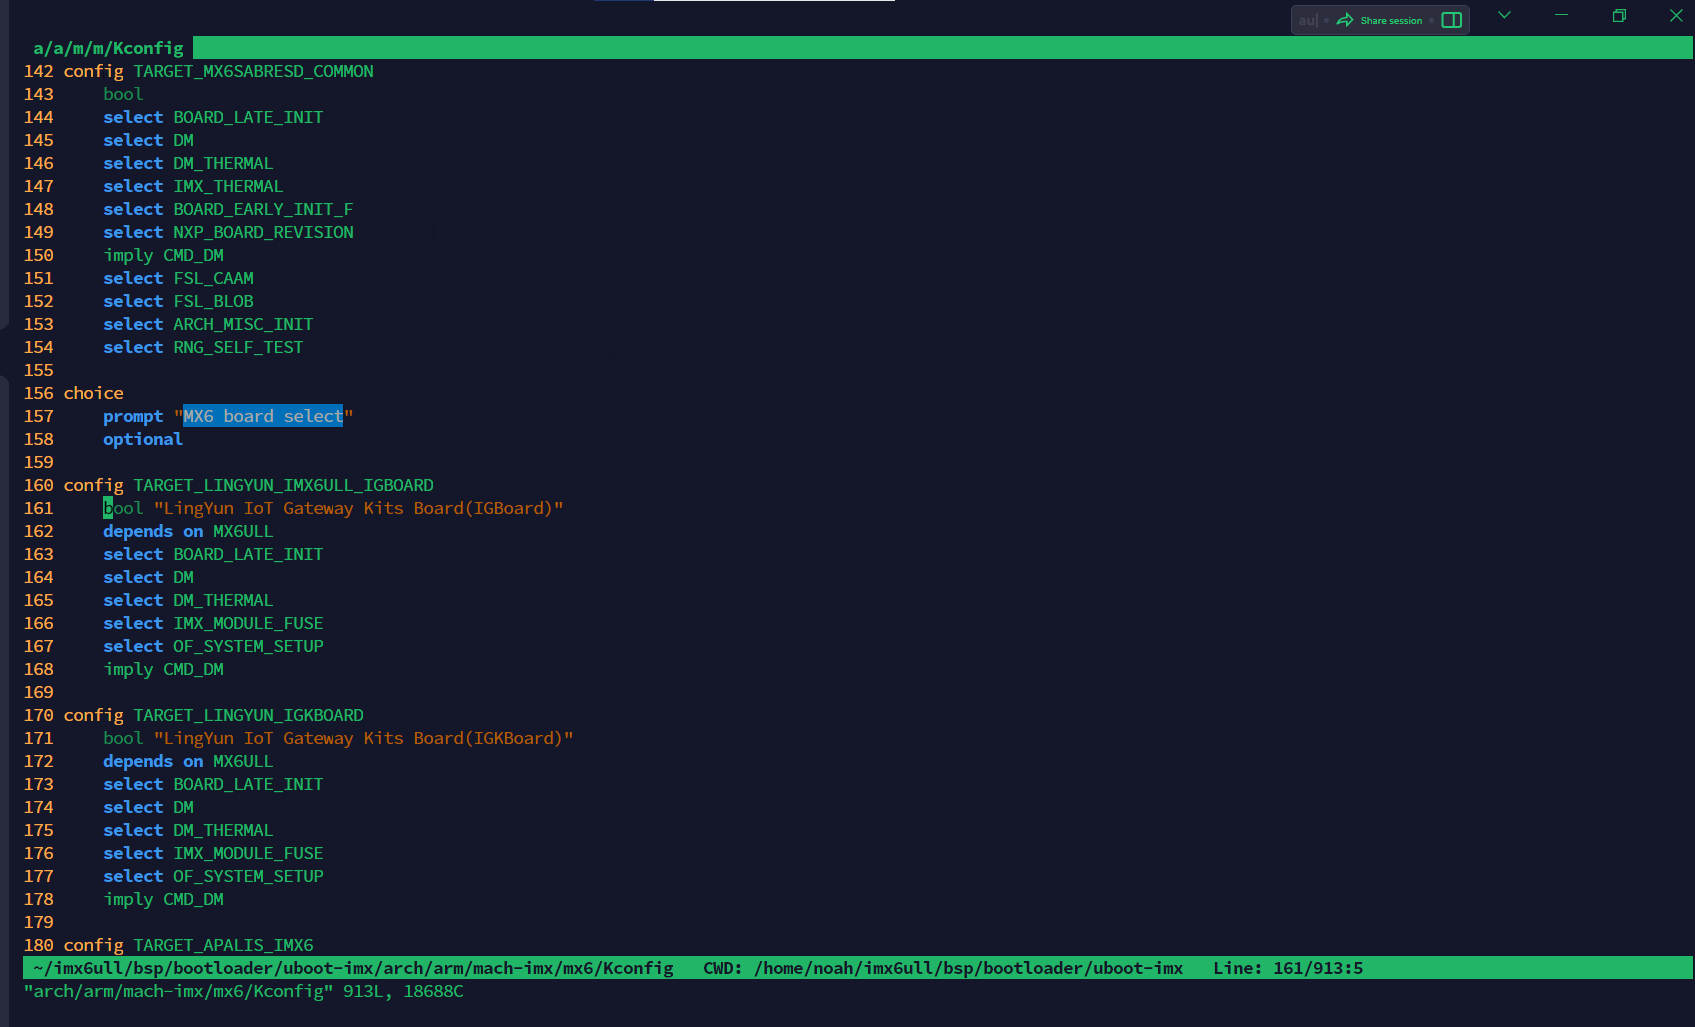 Share session
a/a/m/m/Kconfig
142 config TARGET_MX6SABRESD_COMMON
143     bool
144     select BOARD_LATE_INIT
145     select DM
146     select DM_THERMAL
147     select IMX_THERMAL
148     select BOARD_EARLY_INIT_F
149     select NXP_BOARD_REVISION
150     imply CMD_DM
151     select FSL_CAAM
152     select FSL_BLOB
153     select ARCH_MISC_INIT
154     select RNG_SELF_TEST
155
156 choice
157     prompt "MX6 board select"
158     optional
159
160 config TARGET_LINGYUN_IMX6ULL_IGBOARD
161     bool "LingYun IoT Gateway Kits Board(IGBoard)"
162     depends on MX6ULL
163     select BOARD_LATE_INIT
164     select DM
165     select DM_THERMAL
166     select IMX_MODULE_FUSE
167     select OF_SYSTEM_SETUP
168     imply CMD_DM
169
170 config TARGET_LINGYUN_IGKBOARD
171     bool "LingYun IoT Gateway Kits Board(IGKBoard)"
172     depends on MX6ULL
173     select BOARD_LATE_INIT
174     select DM
175     select DM_THERMAL
176     select IMX_MODULE_FUSE
177     select OF_SYSTEM_SETUP
178     imply CMD_DM
179
180 config TARGET_APALIS_IMX6
~/imx6ull/bsp/bootloader/uboot-imx/arch/arm/mach-imx/mx6/Kconfig   CWD: /home/noah/imx6ull/bsp/bootloader/uboot-imx   Line: 161/913:5
"arch/arm/mach-imx/mx6/Kconfig" 913L, 18688C